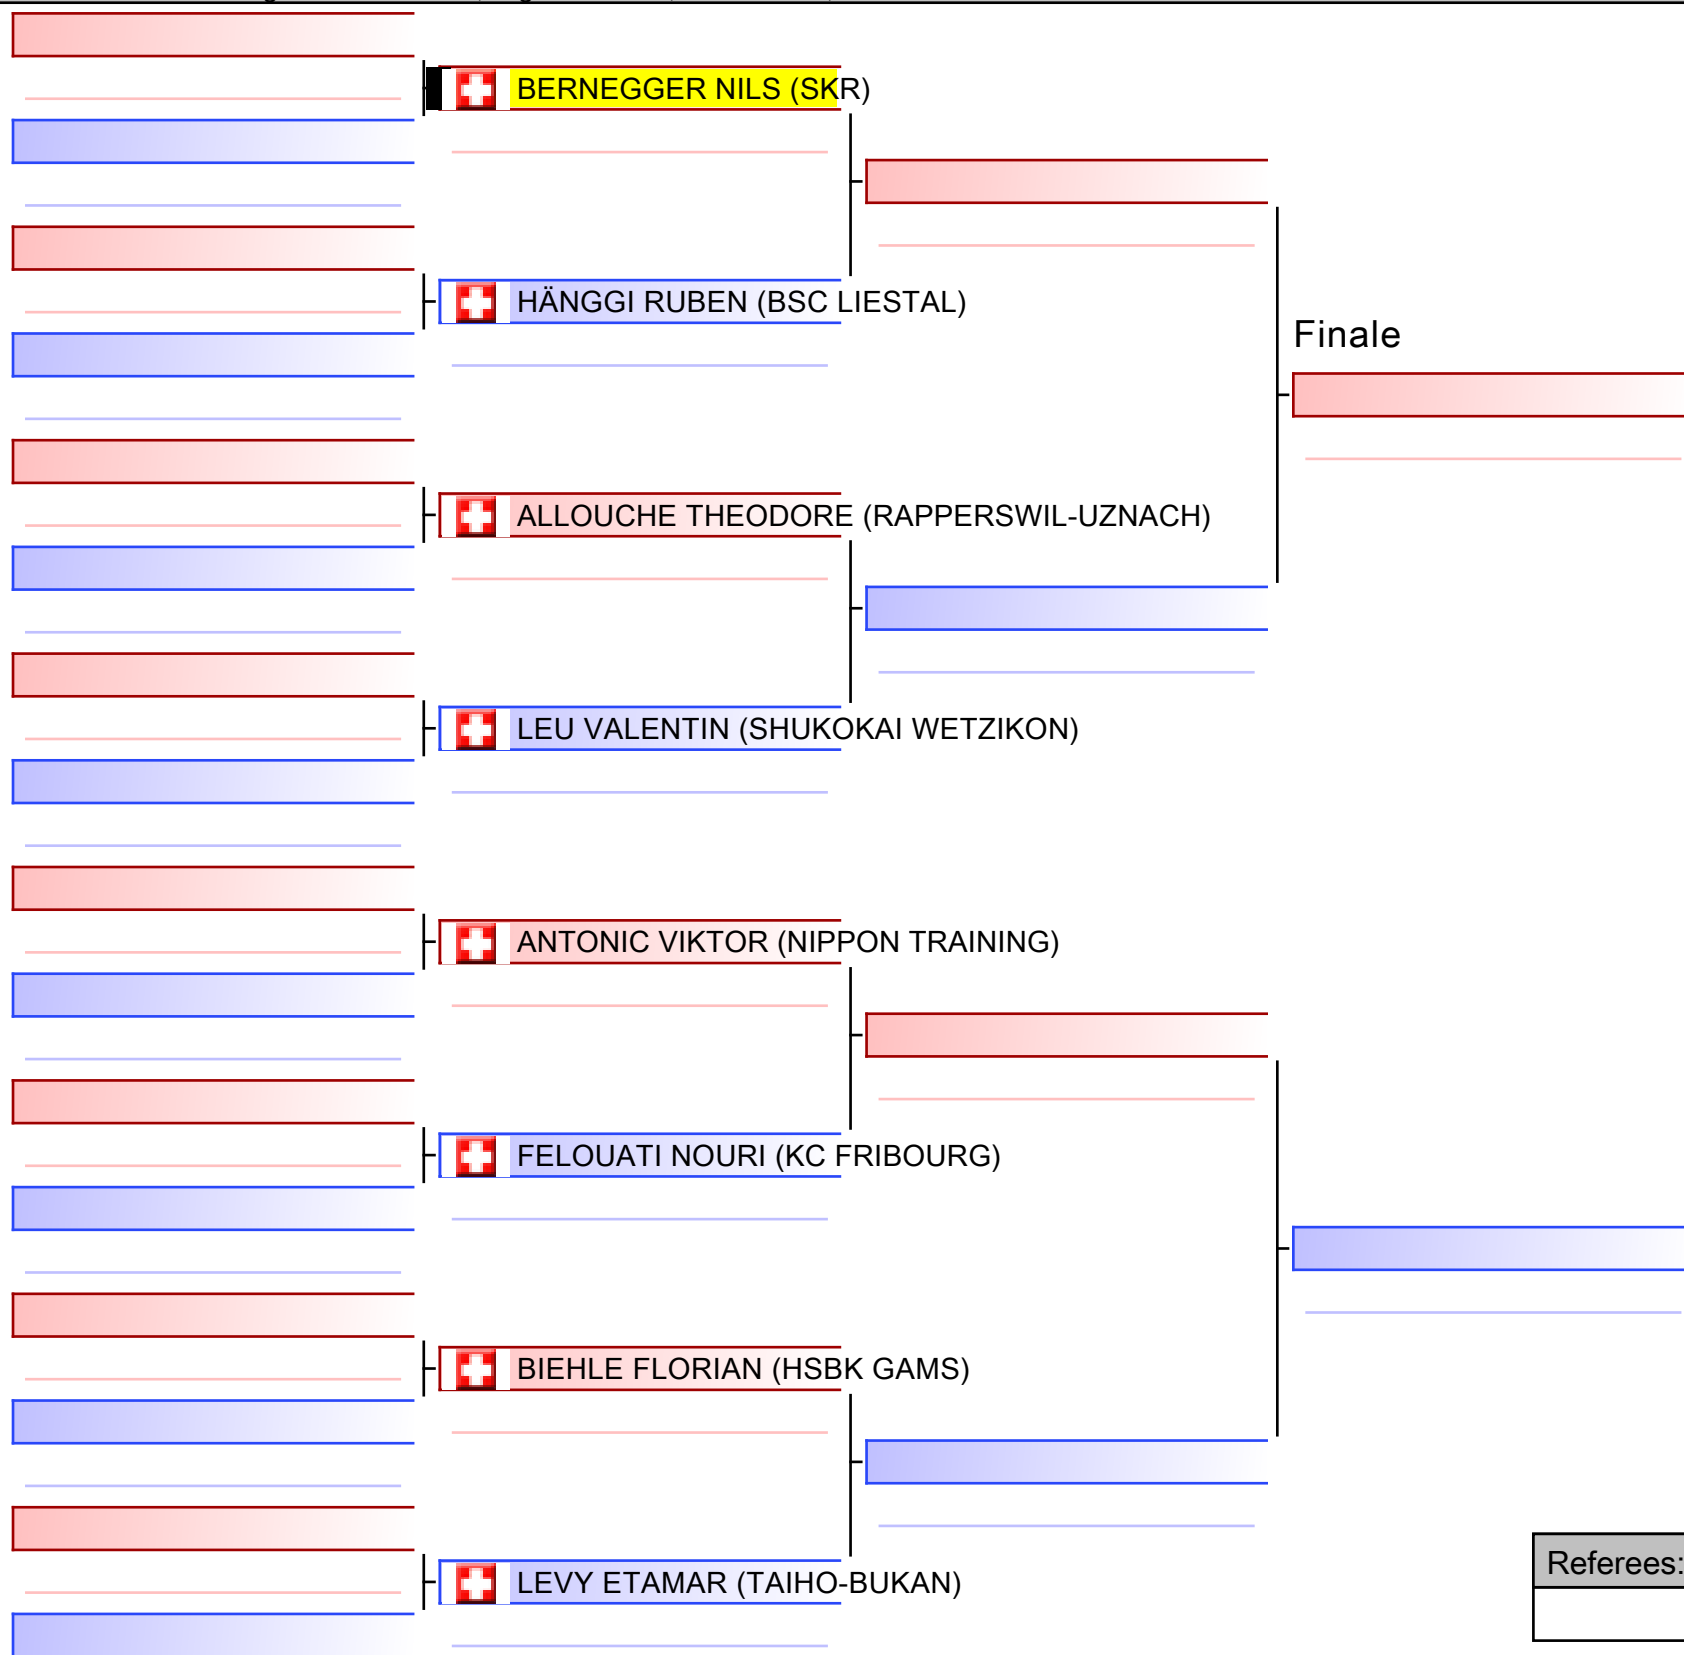 BERNEGGER NILS (SKR)
HÄNGGI RUBEN (BSC LIESTAL)
Finale
ALLOUCHE THEODORE (RAPPERSWIL-UZNACH)
LEU VALENTIN (SHUKOKAI WETZIKON)
ANTONIC VIKTOR (NIPPON TRAINING)
FELOUATI NOURI (KC FRIBOURG)
BIEHLE FLORIAN (HSBK GAMS)
Referees:
LEVY ETAMAR (TAIHO-BUKAN)